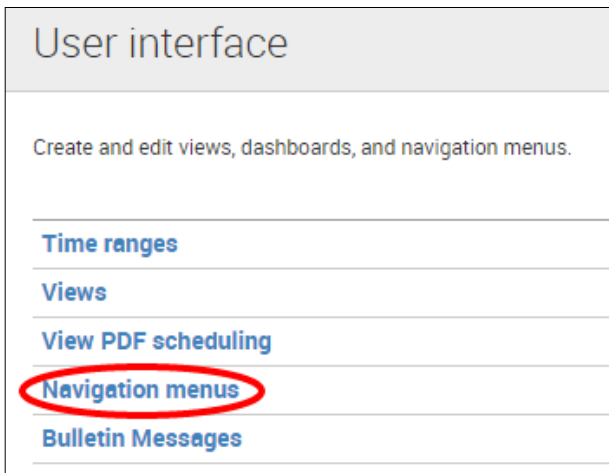 User interface
Create and edit views, dashboards, and navigation menus.
Time ranges
Views
View PDF scheduling
Navigation menus
Bulletin Messages